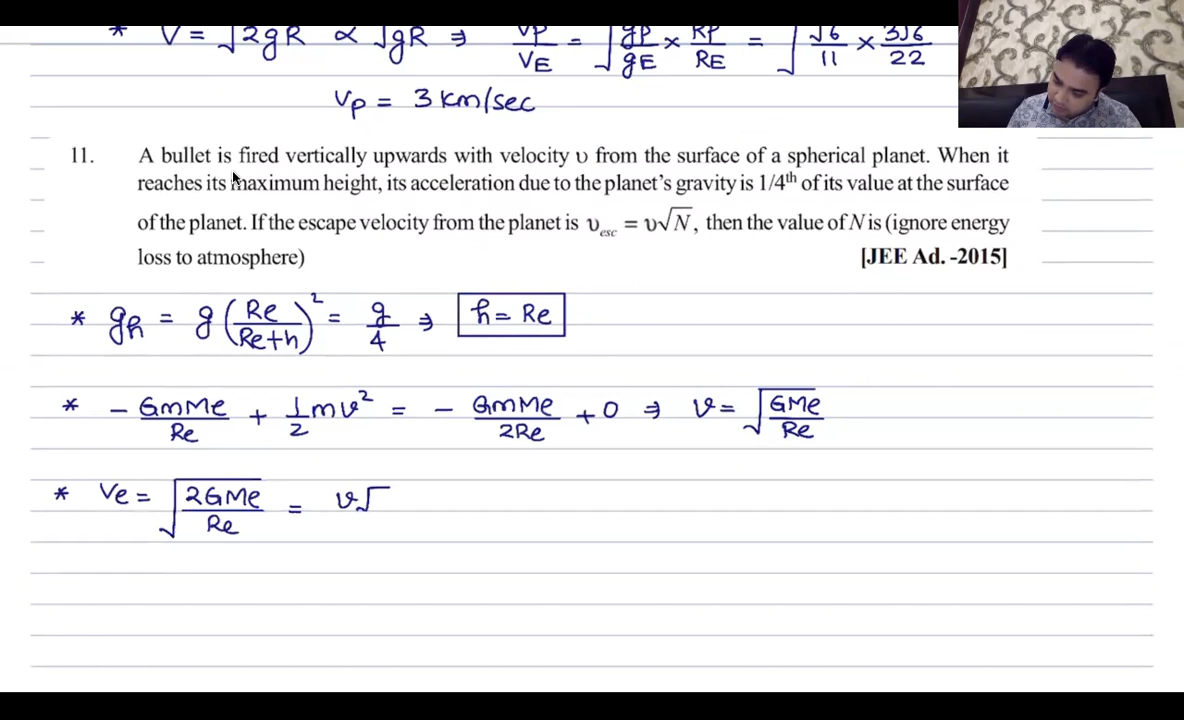 * V = √2gR ∝ √gR ⇒ VP/VE = √gP/gE × RP/RE = √√6/11 × 3√6/22
vp = 3 km/sec
11. A bullet is fired vertically upwards with velocity υ from the surface of a spherical planet. When it
reaches its maximum height, its acceleration due to the planet's gravity is 1/4th of its value at the surface
of the planet. If the escape velocity from the planet is υesc = υ√N, then the value of N is (ignore energy
loss to atmosphere) [JEE Ad. -2015]
* gh = g(Re/Re+h)² = g/4 ⇒ h = Re
* - GmMe/Re + 1/2 mv² = - GmMe/2Re + 0 ⇒ v = √GMe/Re
* Ve = √2GMe/Re = v√